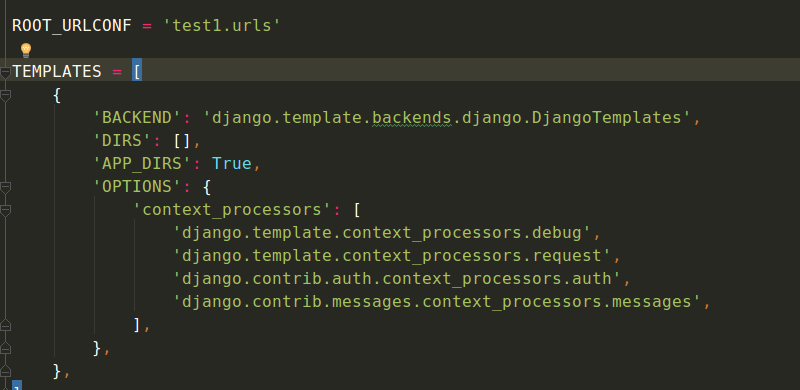 ROOT_URLCONF = 'test1.urls'
TEMPLATES = [
    {
        'BACKEND': 'django.template.backends.django.DjangoTemplates',
        'DIRS': [],
        'APP_DIRS': True,
        'OPTIONS': {
            'context_processors': [
                'django.template.context_processors.debug',
                'django.template.context_processors.request',
                'django.contrib.auth.context_processors.auth',
                'django.contrib.messages.context_processors.messages',
            ],
        },
    },
]